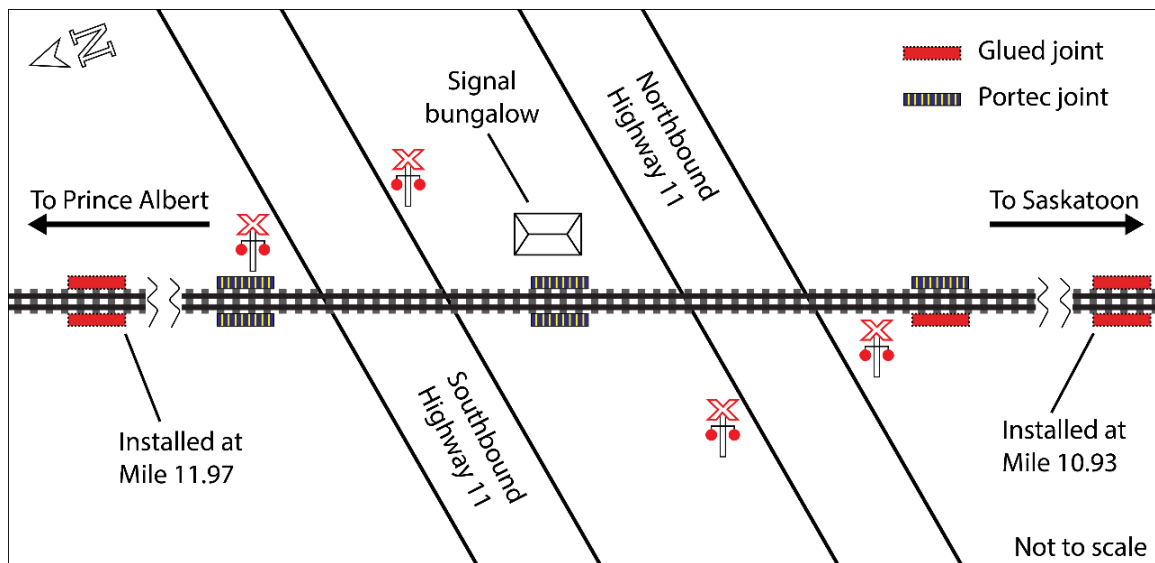 N
Signal
bungalow
Northbound
Highway 11
Glued joint
Portec joint
To Prince Albert
To Saskatoon
Southbound
Highway 11
Installed at
Mile 11.97
Installed at
Mile 10.93
Not to scale